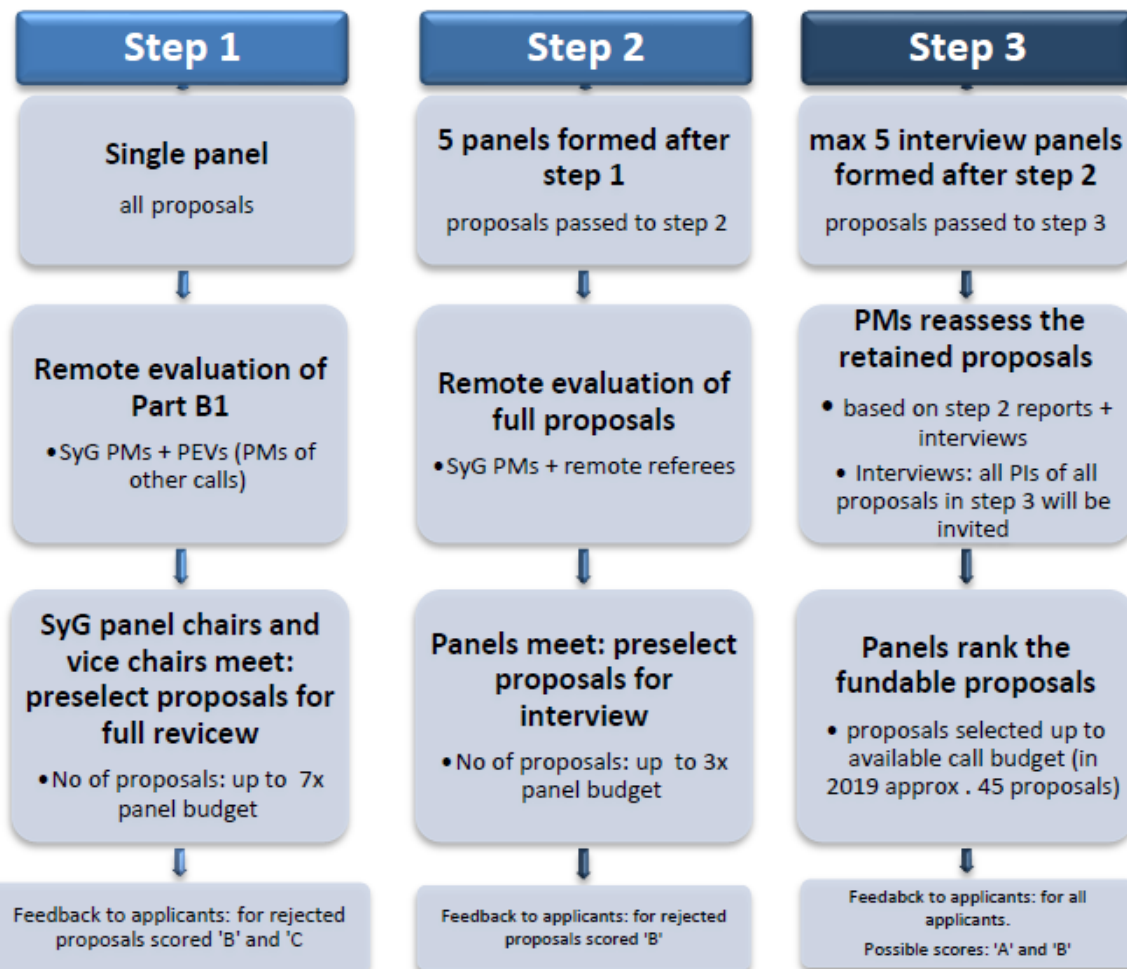 Step 1
Single panel
all proposals
Remote evaluation of
Part B1
•SyG PMs + PEVs (PMs of
other calls)
SyG panel chairs and
vice chairs meet:
preselect proposals for
full revicew
•No of proposals: up to 7x
panel budget
Feedback to applicants: for rejected
proposals scored 'B' and 'C
Step 2
5 panels formed after
step 1
proposals passed to step 2
Remote evaluation of
full proposals
•SyG PMs + remote referees
Panels meet: preselect
proposals for
interview
•No of proposals: up to 3x
panel budget
Feedback to applicants: for rejected
proposals scored 'B'
Step 3
max 5 interview panels
formed after step 2
proposals passed to step 3
PMs reassess the
retained proposals
• based on step 2 reports +
interviews
• Interviews: all PIs of all
proposals in step 3 will be
invited
Panels rank the
fundable proposals
• proposals selected up to
available call budget (in
2019 approx . 45 proposals)
Feedabck to applicants: for all
applicants.
Possible scores: 'A' and 'B'